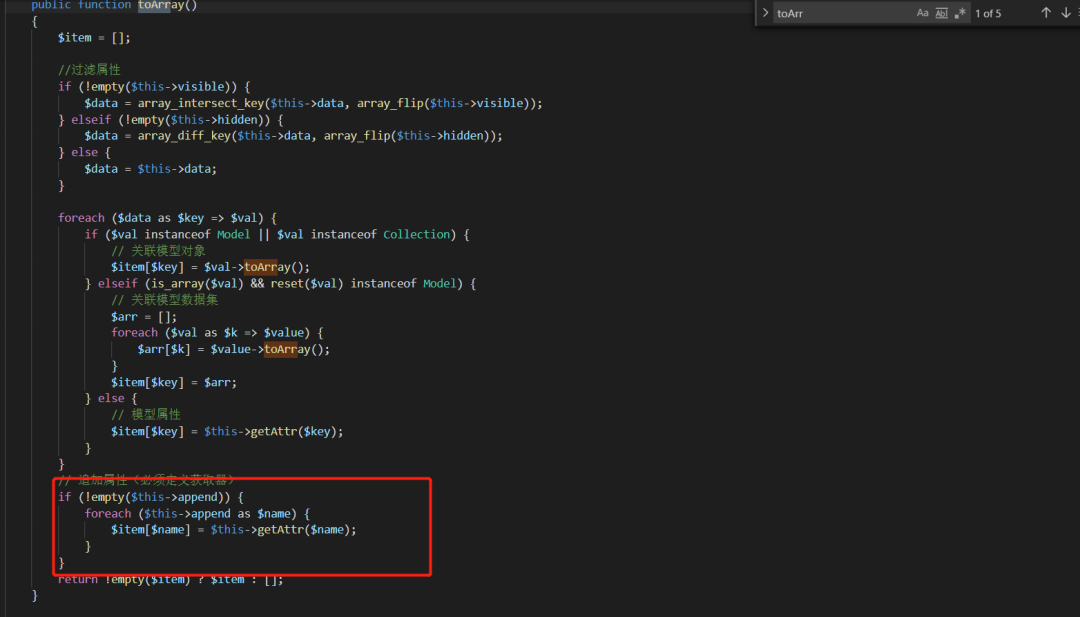 public function toArray()
toArr
Aa
Abl
.*
1 of 5
{
$item = [];
//过滤属性
if (!empty($this->visible)) {
$data = array_intersect_key($this->data, array_flip($this->visible));
} elseif (!empty($this->hidden)) {
$data = array_diff_key($this->data, array_flip($this->hidden));
} else {
$data = $this->data;
}
foreach ($data as $key => $val) {
if ($val instanceof Model || $val instanceof Collection) {
// 关联模型对象
$item[$key] = $val->toArray();
} elseif (is_array($val) && reset($val) instanceof Model) {
// 关联模型数据集
$arr = [];
foreach ($val as $k => $value) {
$arr[$k] = $value->toArray();
}
$item[$key] = $arr;
} else {
// 模型属性
$item[$key] = $this->getAttr($key);
}
}
// 追加属性（必须定义获取器）
if (!empty($this->append)) {
foreach ($this->append as $name) {
$item[$name] = $this->getAttr($name);
}
}
return !empty($item) ? $item : [];
}